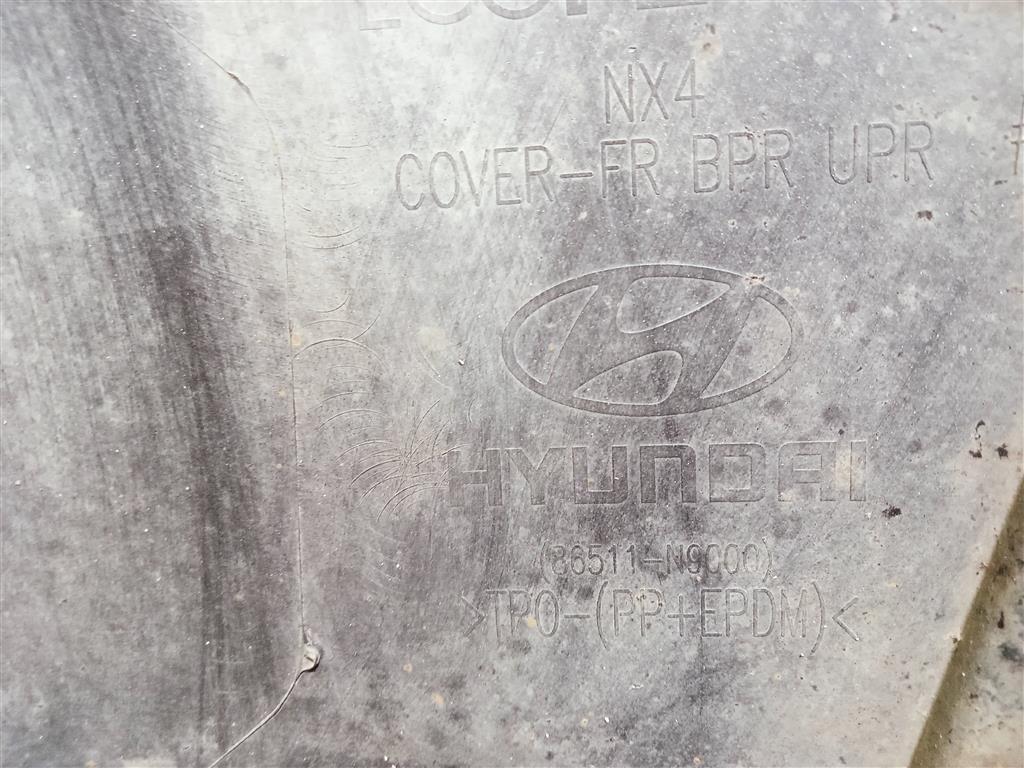 NX4
COVER-FR BPR UPR
HYUNDAI
(86511-N9000)
>TPO-(PP+EPDM)<